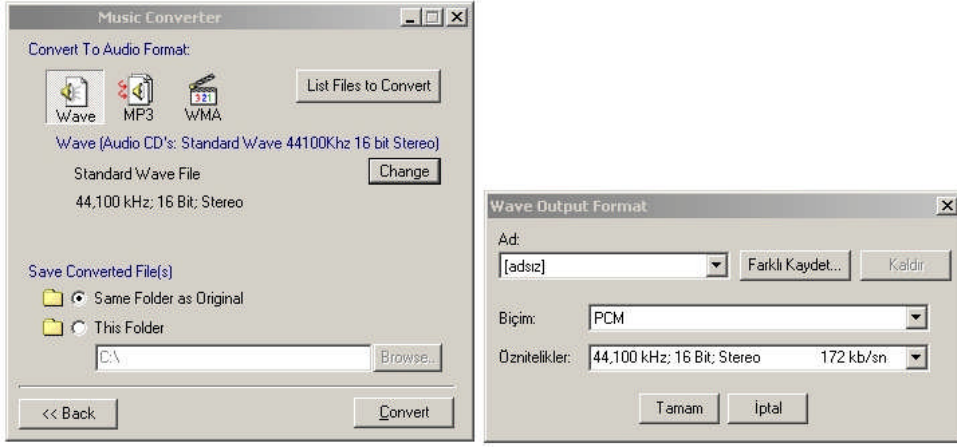 Music Converter
Convert To Audio Format:
List Files to Convert
Wave
MP3
321
WMA
Wave (Audio CD's: Standard Wave 44100Khz 16 bit Stereo)
Standard Wave File
Change
44,100 kHz; 16 Bit; Stereo
Save Converted File(s)
Same Folder as Original
This Folder
C:\
Browse..
<< Back
Convert
Wave Output Format
Ad:
[adsız]
Farklı Kaydet...
Kaldır
Biçim:
PCM
Üznitelikler:
44,100 kHz; 16 Bit; Stereo 172 kb/sn
Tamam
İptal